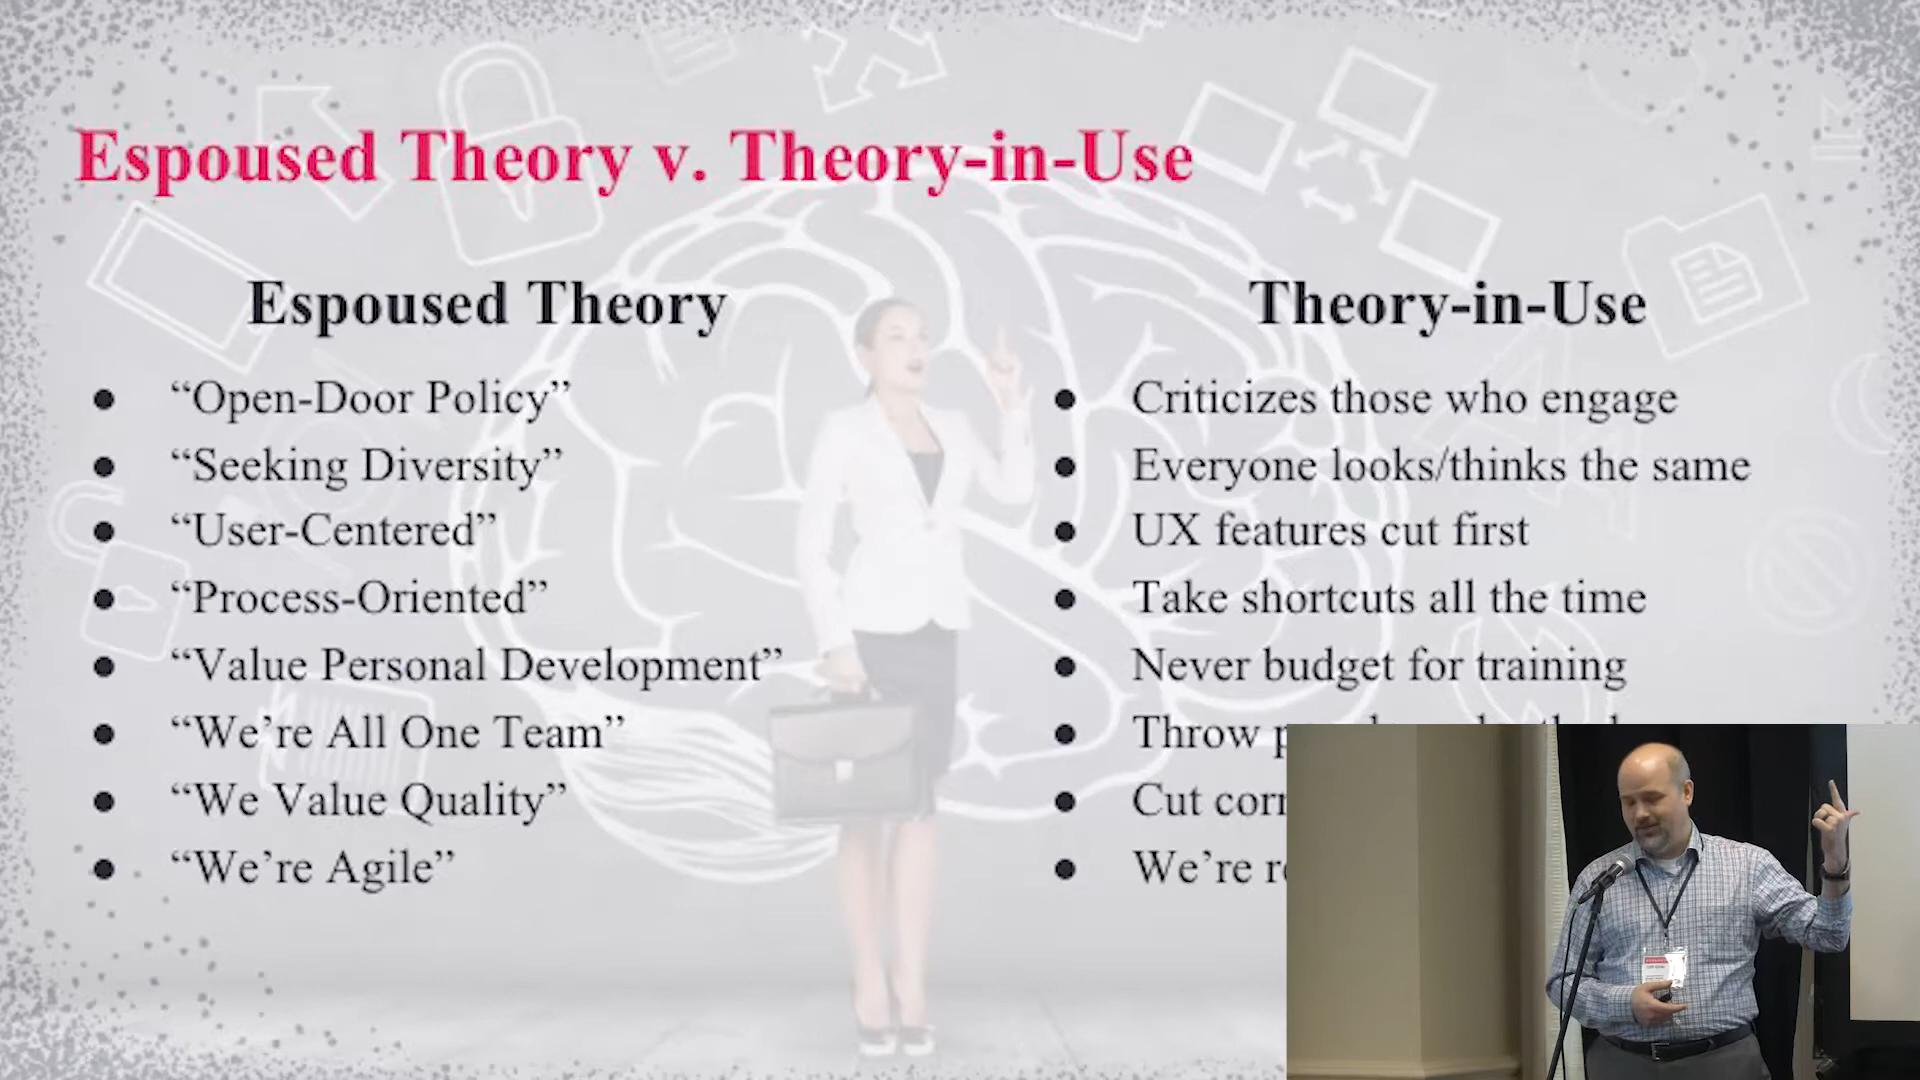 Espoused Theory v. Theory-in-Use
Espoused Theory
“Open-Door Policy”
“Seeking Diversity”
“User-Centered”
“Process-Oriented”
“Value Personal Development”
“We’re All One Team”
“We Value Quality”
“We’re Agile”
Theory-in-Use
Criticizes those who engage
Everyone looks/thinks the same
UX features cut first
Take shortcuts all the time
Never budget for training
Throw
Cut
We’re